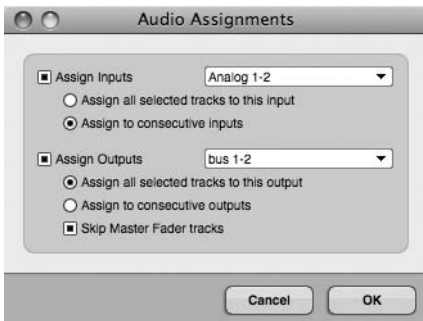 Audio Assignments
Assign Inputs Analog 1-2
Assign all selected tracks to this input
Assign to consecutive inputs
Assign Outputs bus 1-2
Assign all selected tracks to this output
Assign to consecutive outputs
Skip Master Fader tracks
Cancel OK